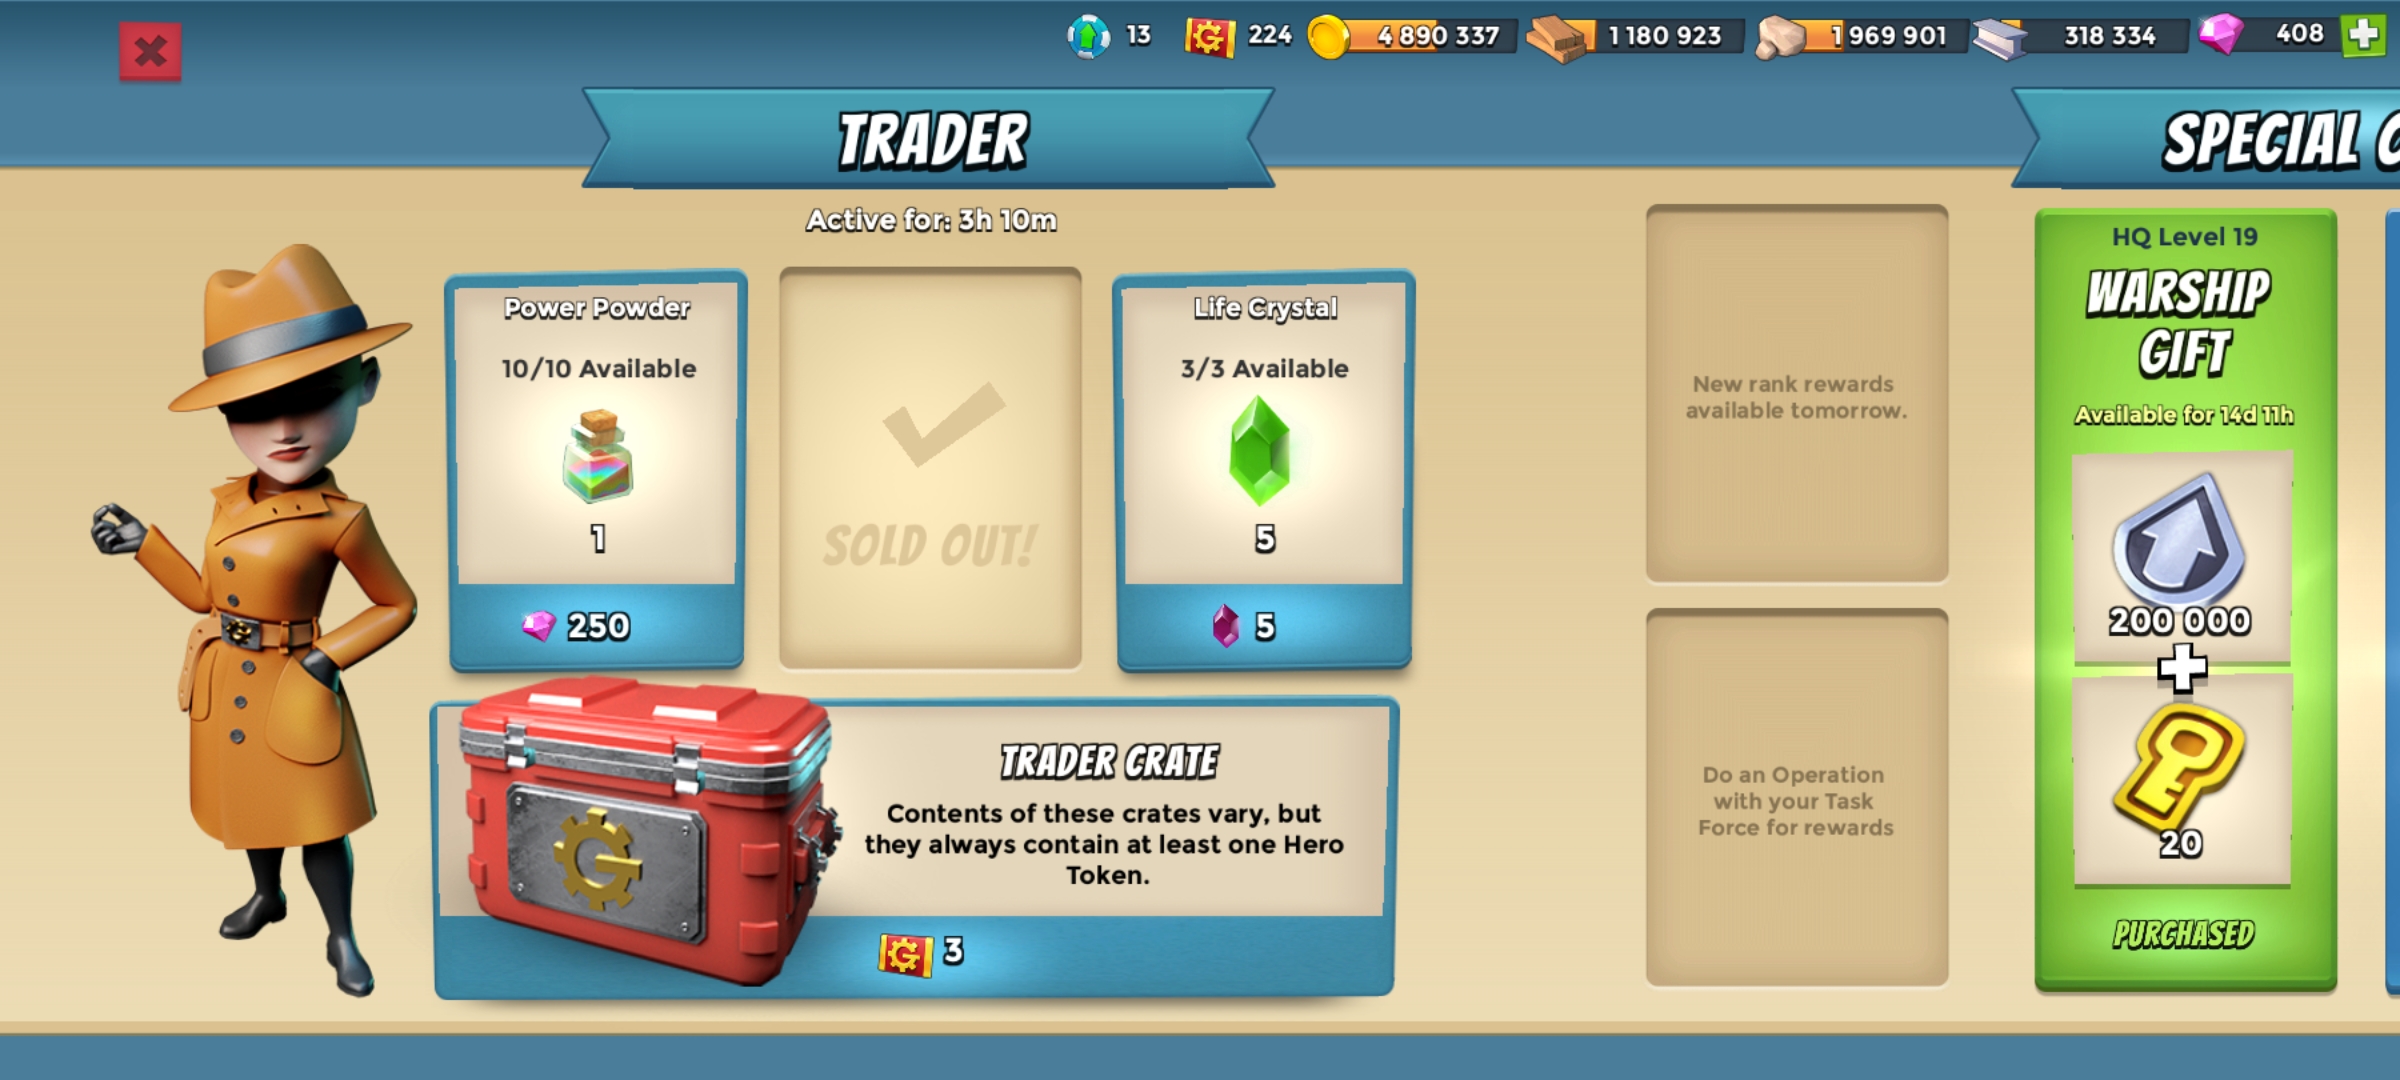 13
224
4 890 337
1 180 923
1 969 901
318 334
408
TRADER
SPECIAL
Active for: 3h 10m
Power Powder
10/10 Available
1
250
SOLD OUT!
Life Crystal
3/3 Available
5
5
TRADER CRATE
Contents of these crates vary, but
they always contain at least one Hero
Token.
3
New rank rewards
available tomorrow.
Do an Operation
with your Task
Force for rewards
HQ Level 19
WARSHIP
GIFT
Available for 14d 11h
200 000
20
PURCHASED